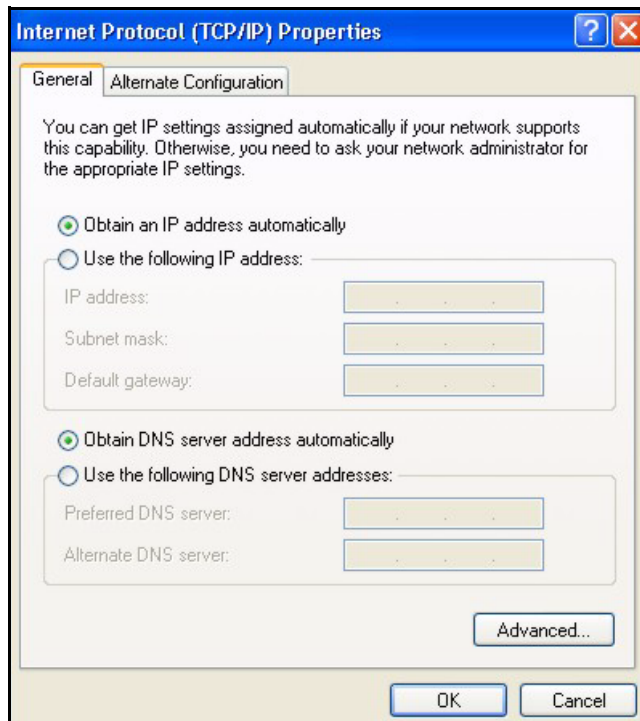 Internet Protocol (TCP/IP) Properties
General
Alternate Configuration
You can get IP settings assigned automatically if your network supports
this capability. Otherwise, you need to ask your network administrator for
the appropriate IP settings.
Obtain an IP address automatically
Use the following IP address:
IP address:
Subnet mask:
Default gateway:
Obtain DNS server address automatically
Use the following DNS server addresses:
Preferred DNS server:
Alternate DNS server:
Advanced...
OK
Cancel